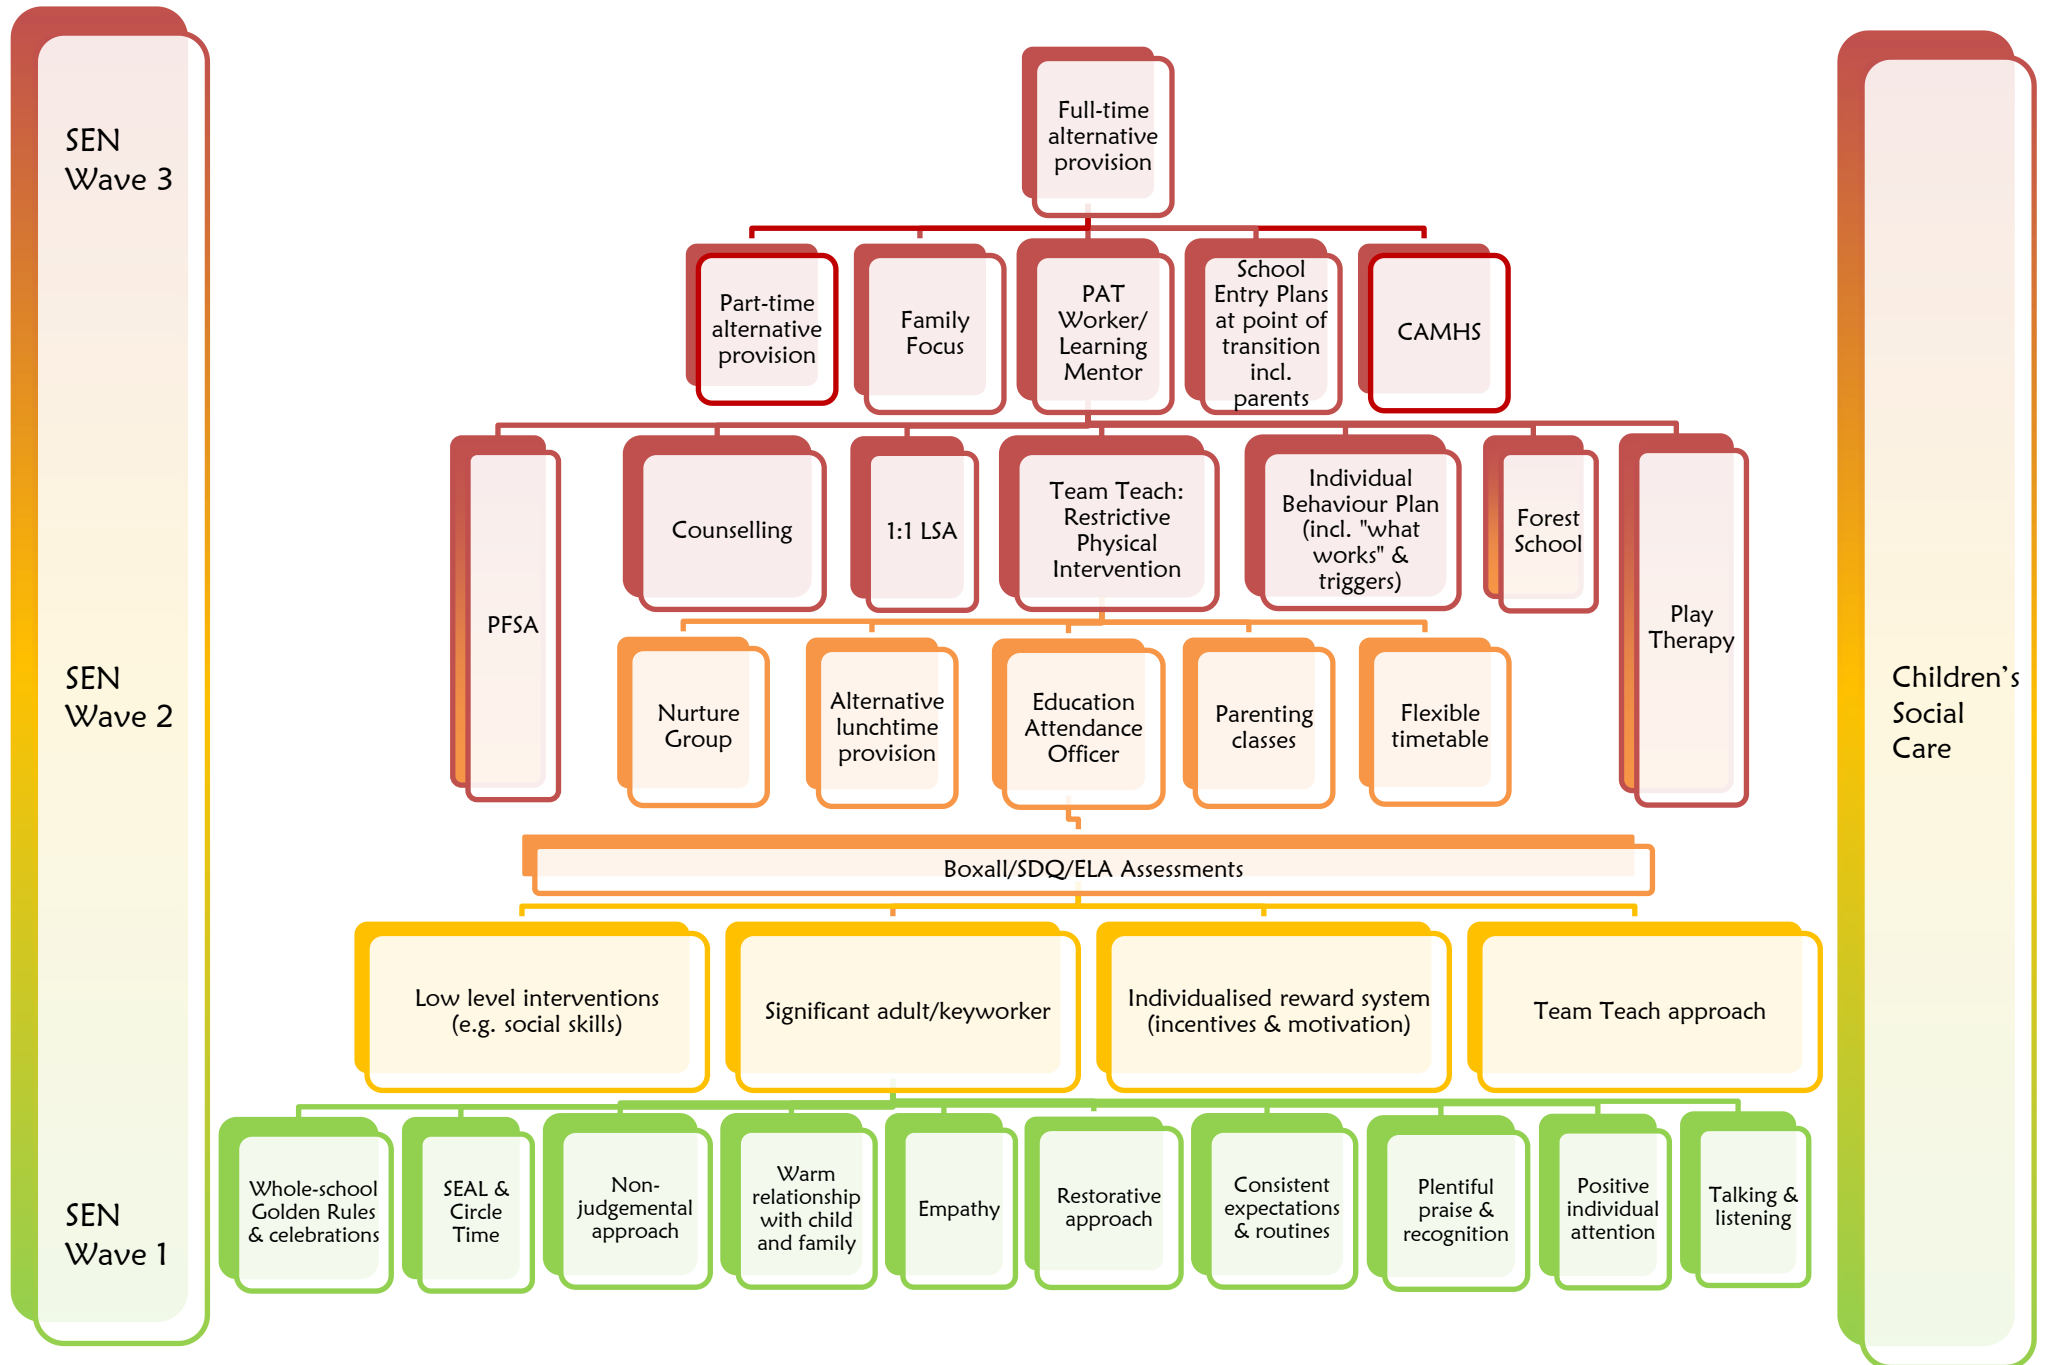 SEN
Wave 3
Full-time
alternative
provision
Part-time
alternative
provision
Family
Focus
PAT
Worker/
Learning
Mentor
School
Entry Plans
at point of
transition
incl.
parents
CAMHS
PFSA
Counselling
1:1 LSA
Team Teach:
Restrictive
Physical
Intervention
Individual
Behaviour Plan
(incl. "what
works" &
triggers)
Forest
School
Play
Therapy
SEN
Wave 2
Nurture
Group
Alternative
lunchtime
provision
Education
Attendance
Officer
Parenting
classes
Flexible
timetable
Children’s
Social
Care
Boxall/SDQ/ELA Assessments
Low level interventions
(e.g. social skills)
Significant adult/keyworker
Individualised reward system
(incentives & motivation)
Team Teach approach
SEN
Wave 1
Whole-school
Golden Rules
& celebrations
SEAL &
Circle
Time
Non-
judgemental
approach
Warm
relationship
with child
and family
Empathy
Restorative
approach
Consistent
expectations
& routines
Plentiful
praise &
recognition
Positive
individual
attention
Talking &
listening